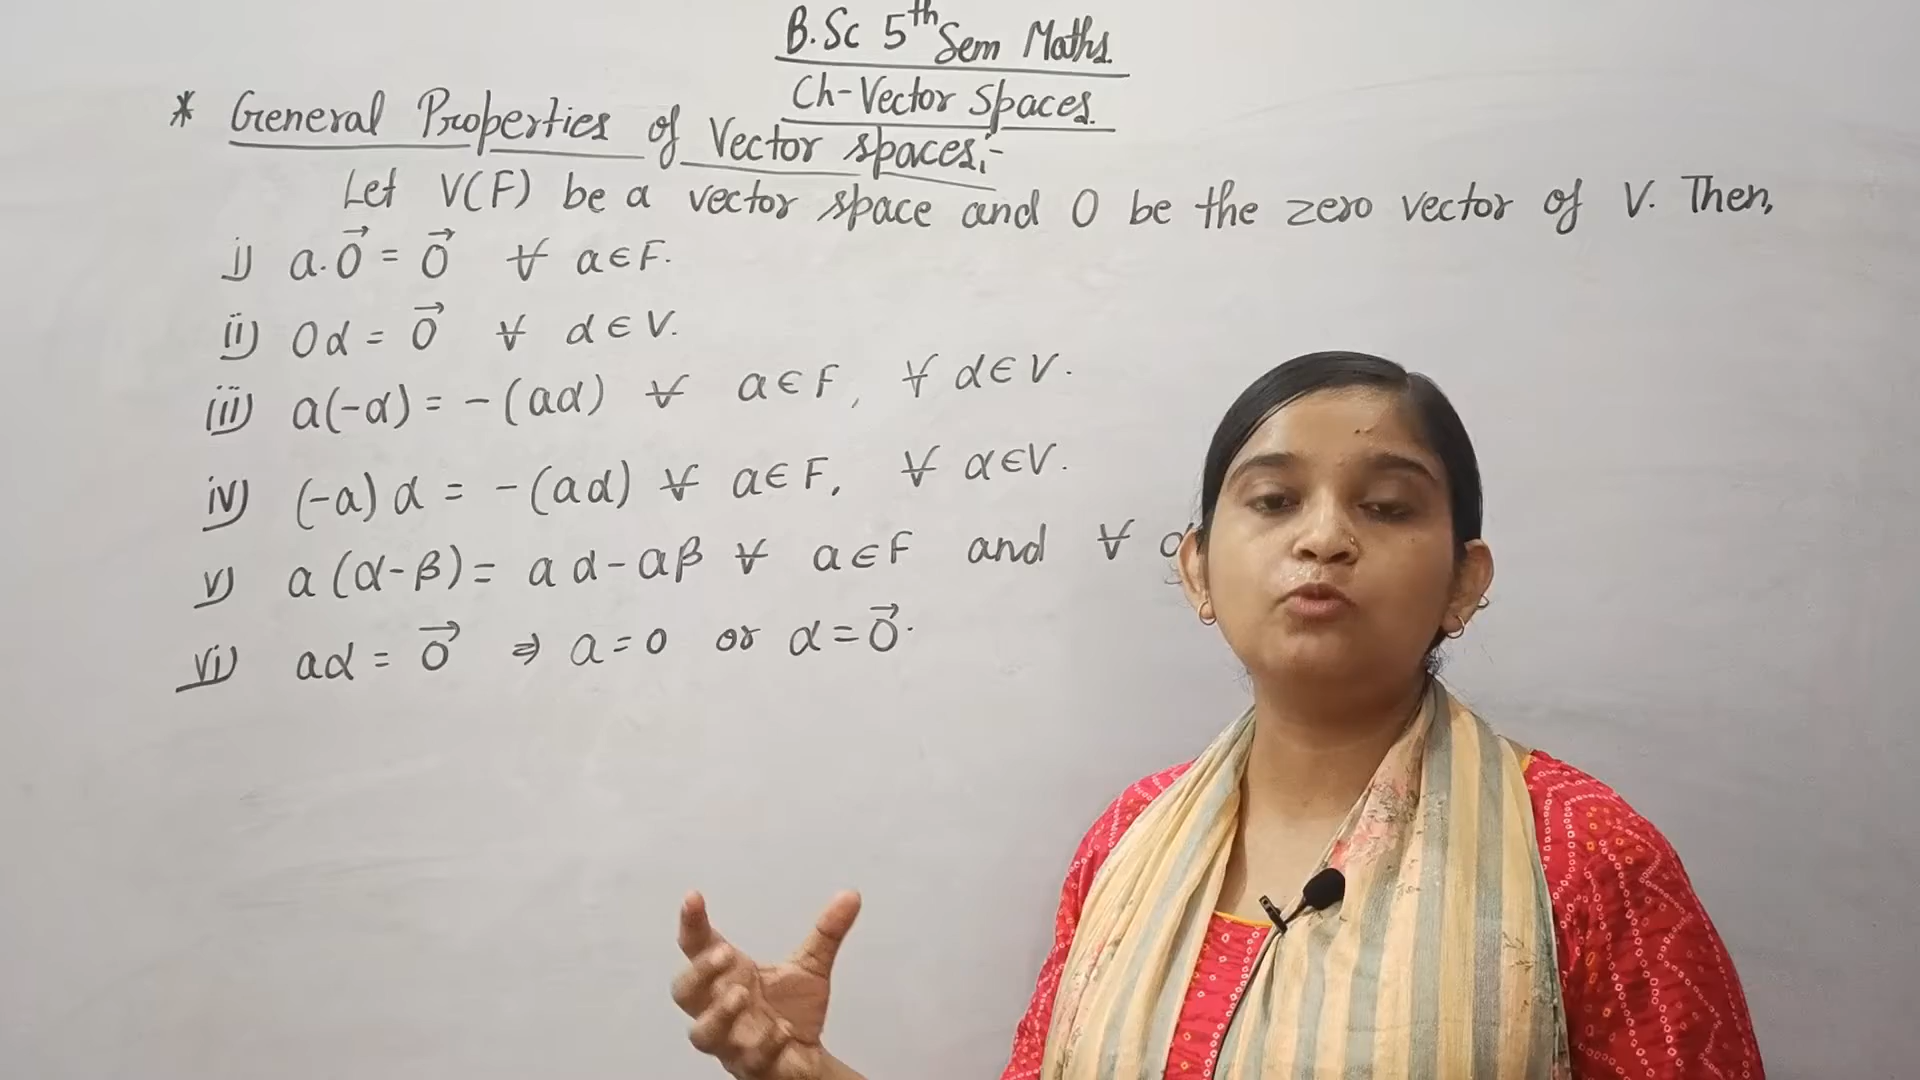 B.Sc 5th Sem Maths.
Ch-Vector Spaces.
* General Properties of Vector spaces:-
Let V(F) be a vector space and 0 be the zero vector of V. Then,
i) a.0⃗ = 0⃗ ∀ a∈F.
ii) 0α = 0⃗ ∀ α∈V.
iii) a(-α) = -(aα) ∀ a∈F, ∀ α∈V.
iv) (-a)α = -(aα) ∀ a∈F, ∀ α∈V.
v) a(α-β) = aα-aβ ∀ a∈F and ∀
vi) aα = 0⃗ ⇒ a=0 or α=0⃗.